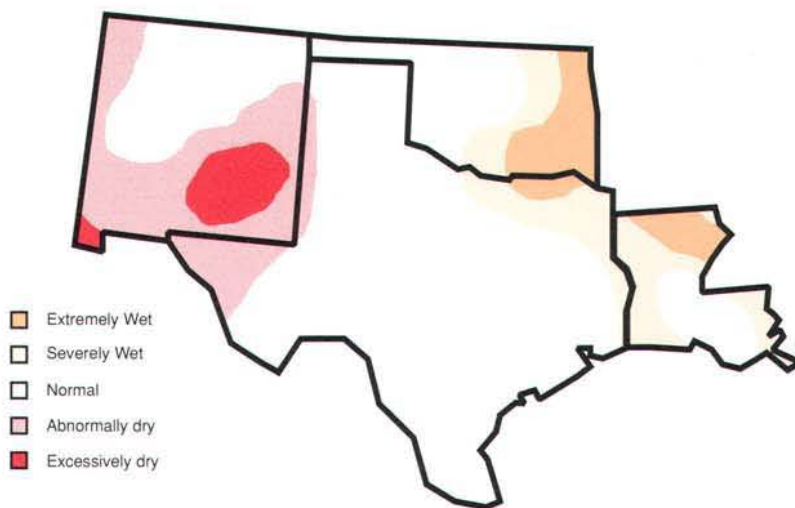 Extremely Wet
Severely Wet
Normal
Abnormally dry
Excessively dry